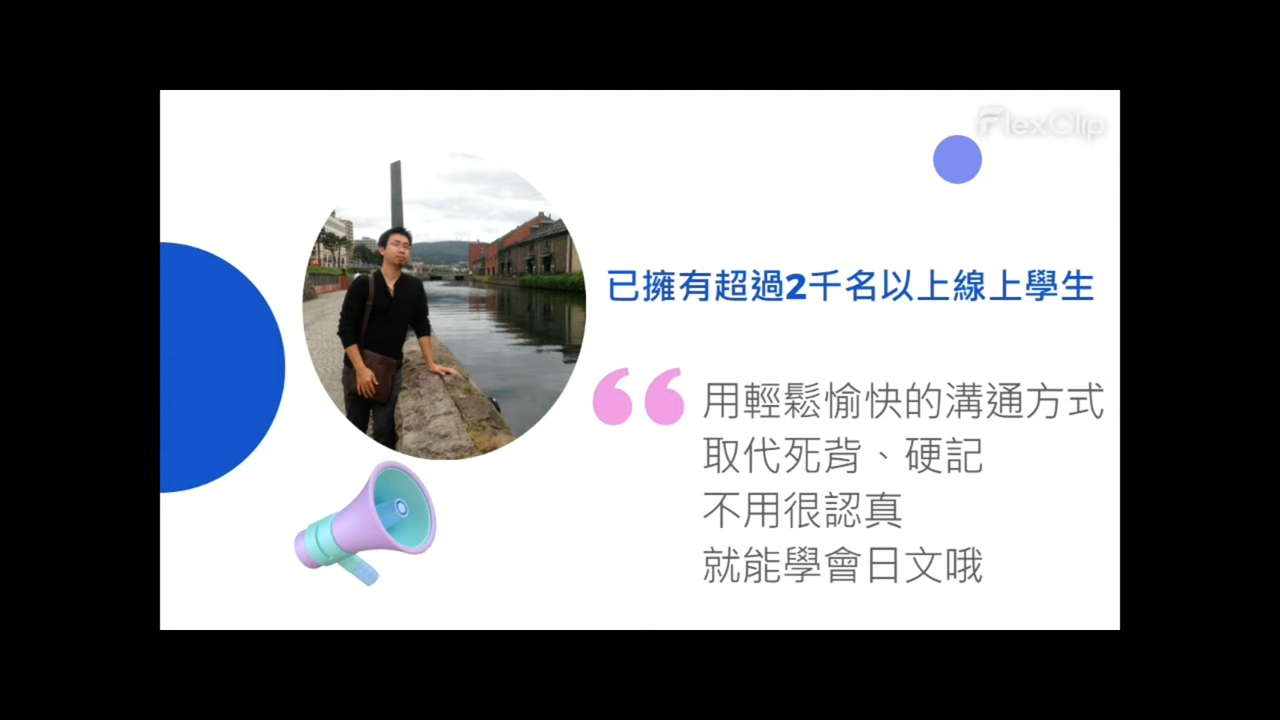 FlexClip
已擁有超過2千名以上線上學生
用輕鬆愉快的溝通方式
取代死背、硬記
不用很認真
就能學會日文哦